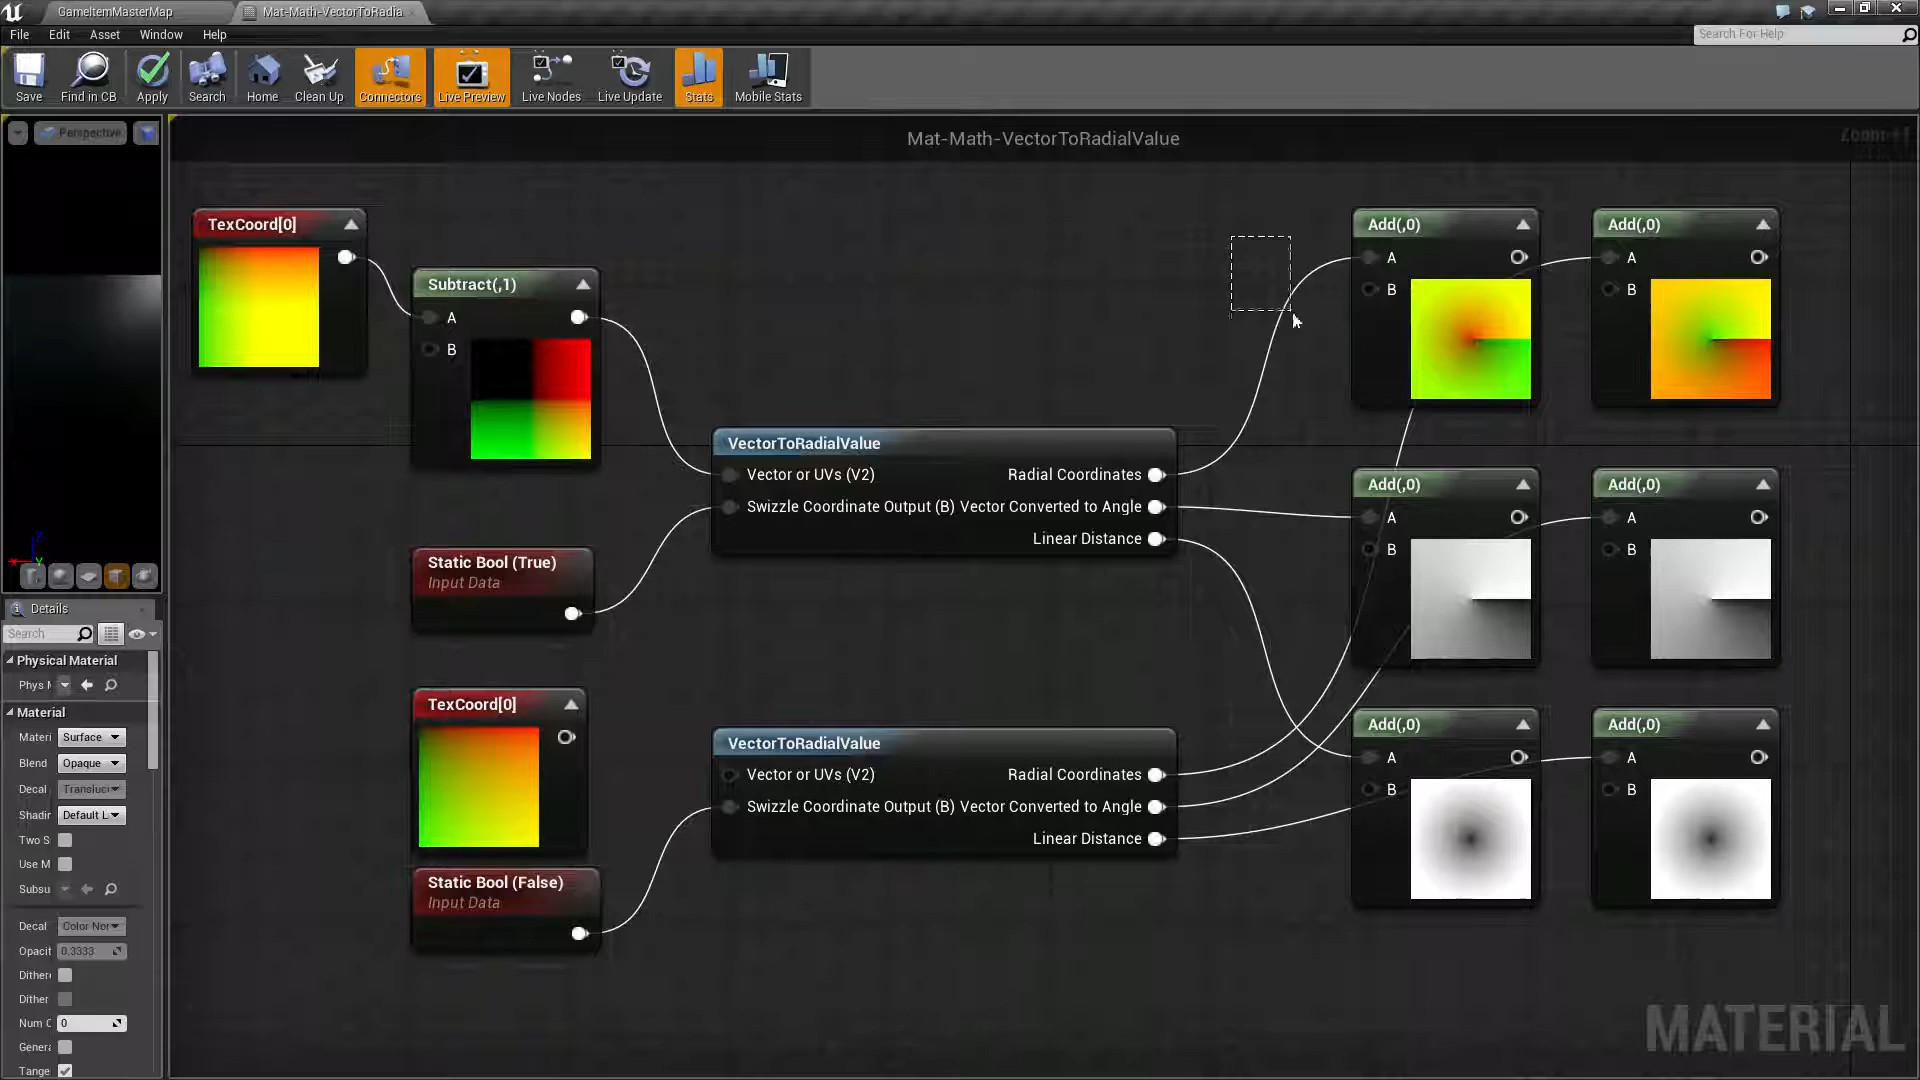 GameItemMasterMap
Mat-Math-VectorToRadia
File Edit Asset Window Help
Search For Help
Save Find in CB Apply Search Home Clean Up Connectors Live Preview Live Nodes Live Update Stats Mobile Stats
Perspective
Mat-Math-VectorToRadialValue
TexCoord[0]
Subtract(,1)
A
B
VectorToRadialValue
Vector or UVs (V2) Radial Coordinates
Swizzle Coordinate Output (B) Vector Converted to Angle
Linear Distance
Static Bool (True)
Input Data
TexCoord[0]
VectorToRadialValue
Vector or UVs (V2) Radial Coordinates
Swizzle Coordinate Output (B) Vector Converted to Angle
Linear Distance
Static Bool (False)
Input Data
Add(,0)
A
B
Add(,0)
A
B
Add(,0)
A
B
Add(,0)
A
B
Add(,0)
A
B
Add(,0)
A
B
Z
Y
Details
Search
Physical Material
Phys M
Material
Materi Surface
Blend Opaque
Decal Transluci
Shadin Default L
Two S
Use M
Subsu
Decal Color Nor
Opacit 0.3333
Dithere
Dither
Num C 0
Genera
Tange
MATERIAL